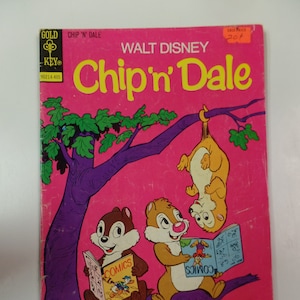 GOLD
KEY®
CHIP 'N' DALE
WALT DISNEY
Chip 'n' Dale
COMICS
COMICS